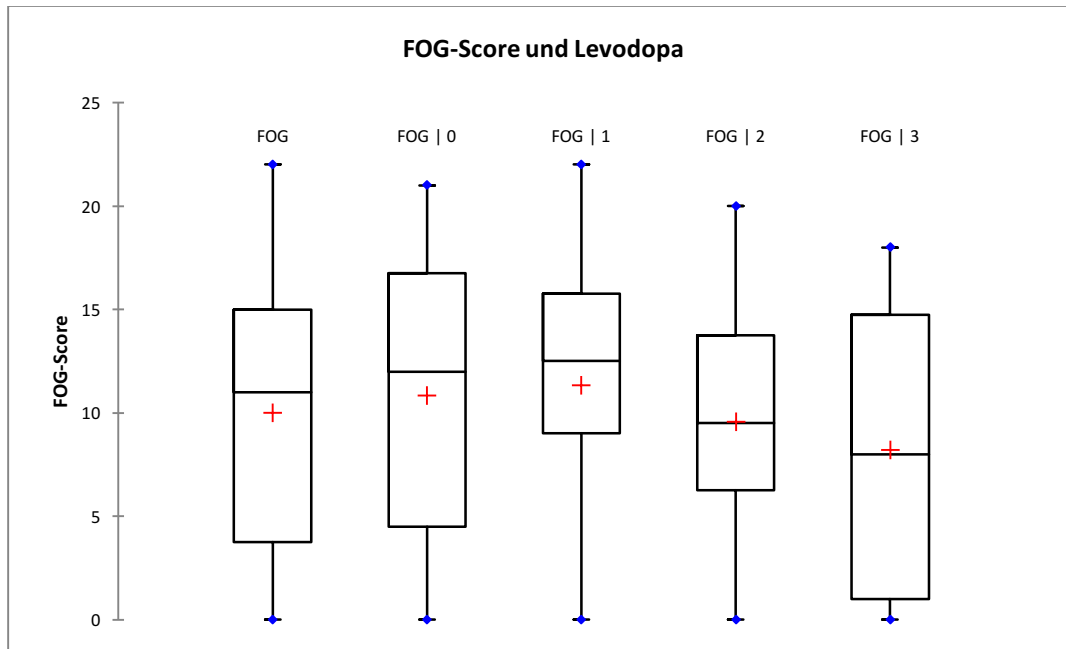 FOG-Score und Levodopa
25
FOG
FOG | 0
FOG | 1
FOG | 2
FOG | 3
20
15
FOG-Score
10
5
0